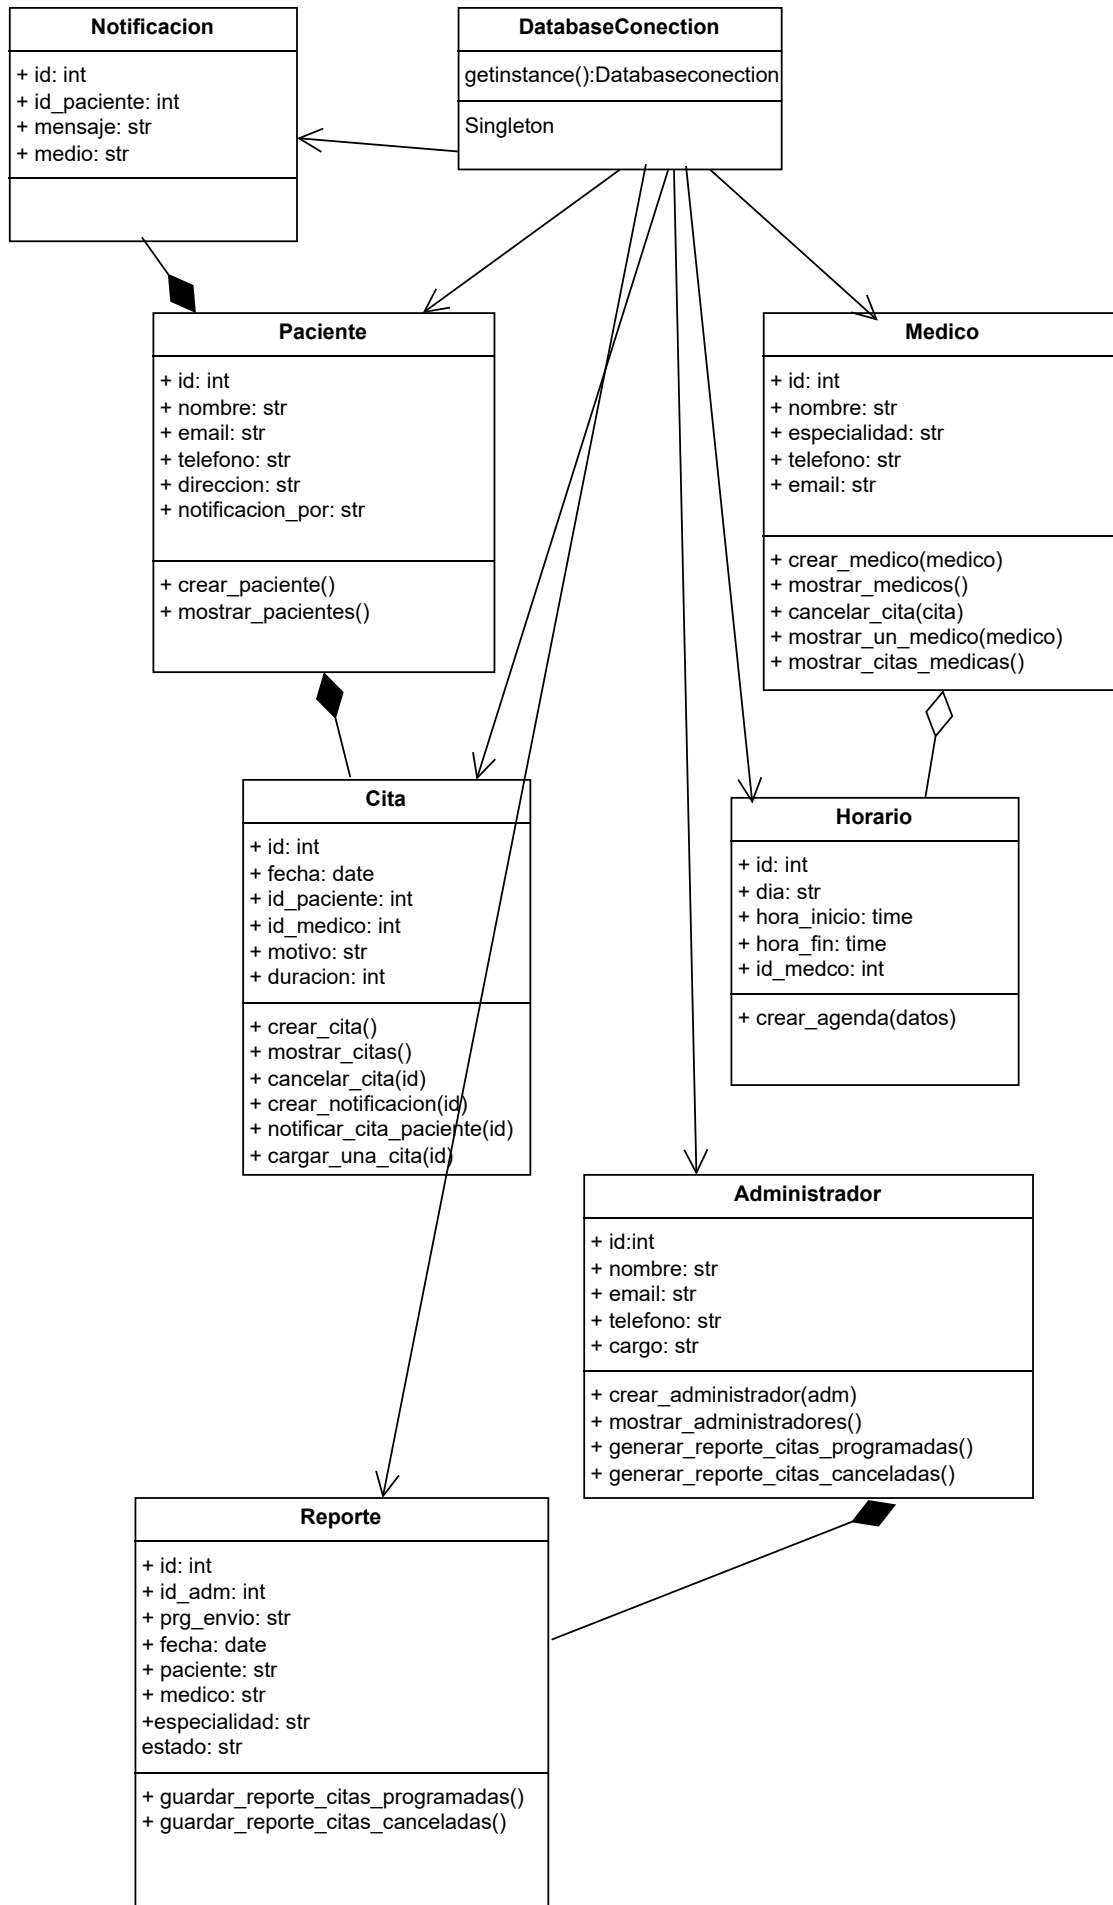 Notificacion
+ id: int
+ id_paciente: int
+ mensaje: str
+ medio: str
DatabaseConection
getinstance():Databaseconection
Singleton
Paciente
+ id: int
+ nombre: str
+ email: str
+ telefono: str
+ direccion: str
+ notificacion_por: str
+ crear_paciente()
+ mostrar_pacientes()
Medico
+ id: int
+ nombre: str
+ especialidad: str
+ telefono: str
+ email: str
+ crear_medico(medico)
+ mostrar_medicos()
+ cancelar_cita(cita)
+ mostrar_un_medico(medico)
+ mostrar_citas_medicas()
Cita
+ id: int
+ fecha: date
+ id_paciente: int
+ id_medico: int
+ motivo: str
+ duracion: int
+ crear_cita()
+ mostrar_citas()
+ cancelar_cita(id)
+ crear_notificacion(id)
+ notificar_cita_paciente(id)
+ cargar_una_cita(id)
Horario
+ id: int
+ dia: str
+ hora_inicio: time
+ hora_fin: time
+ id_medco: int
+ crear_agenda(datos)
Administrador
+ id:int
+ nombre: str
+ email: str
+ telefono: str
+ cargo: str
+ crear_administrador(adm)
+ mostrar_administradores()
+ generar_reporte_citas_programadas()
+ generar_reporte_citas_canceladas()
Reporte
+ id: int
+ id_adm: int
+ prg_envio: str
+ fecha: date
+ paciente: str
+ medico: str
+especialidad: str
estado: str
+ guardar_reporte_citas_programadas()
+ guardar_reporte_citas_canceladas()